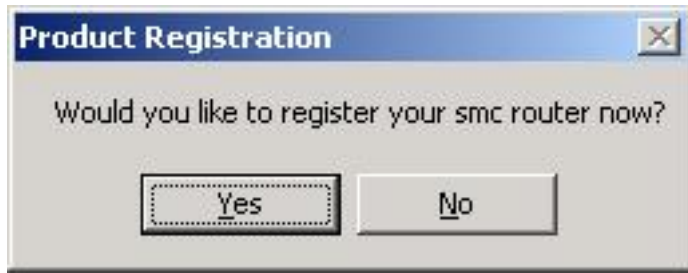 Product Registration
Would you like to register your smc router now?
Yes
No